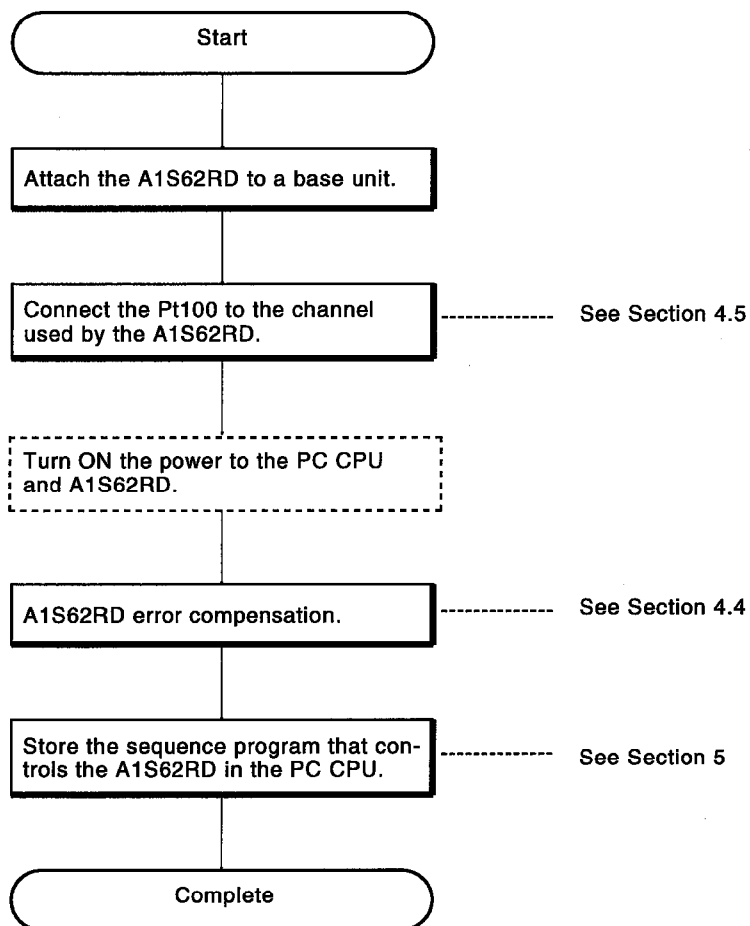 Start
Attach the A1S62RD to a base unit.
Connect the Pt100 to the channel
used by the A1S62RD.
See Section 4.5
Turn ON the power to the PC CPU
and A1S62RD.
A1S62RD error compensation.
See Section 4.4
Store the sequence program that con-
trols the A1S62RD in the PC CPU.
See Section 5
Complete